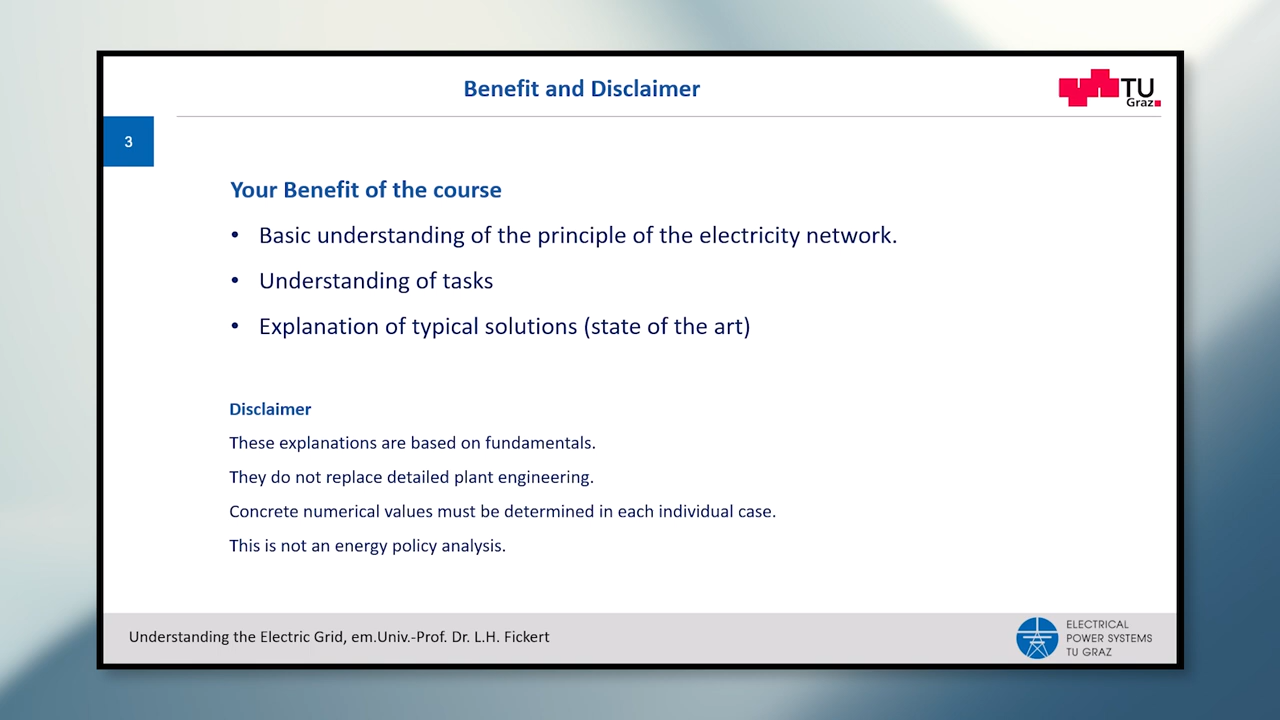 Benefit and Disclaimer
TU
Graz
3
Your Benefit of the course
• Basic understanding of the principle of the electricity network.
• Understanding of tasks
• Explanation of typical solutions (state of the art)
Disclaimer
These explanations are based on fundamentals.
They do not replace detailed plant engineering.
Concrete numerical values must be determined in each individual case.
This is not an energy policy analysis.
Understanding the Electric Grid, em.Univ.-Prof. Dr. L.H. Fickert
ELECTRICAL
POWER SYSTEMS
TU GRAZ